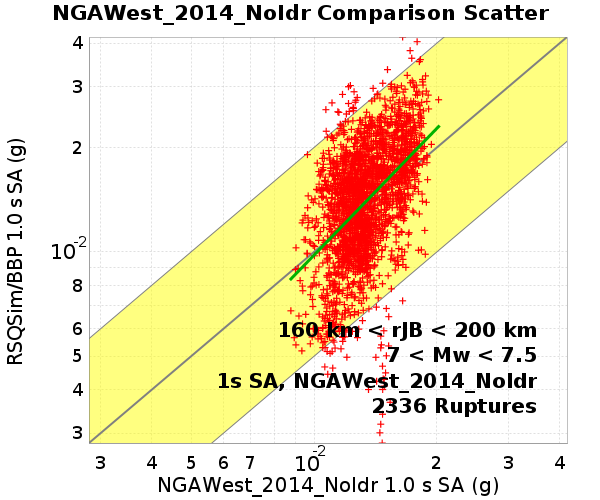 NGAWest_2014_NoIdr Comparison Scatter
RSQSim/BBP 1.0 s SA (g)
4
3
2
10-2
8
6
5
4
3
160 km < rJB < 200 km
7 < Mw < 7.5
1s SA, NGAWest_2014_NoIdr
2336 Ruptures
3 4 5 6 7 10-2 2 3 4
NGAWest_2014_NoIdr 1.0 s SA (g)